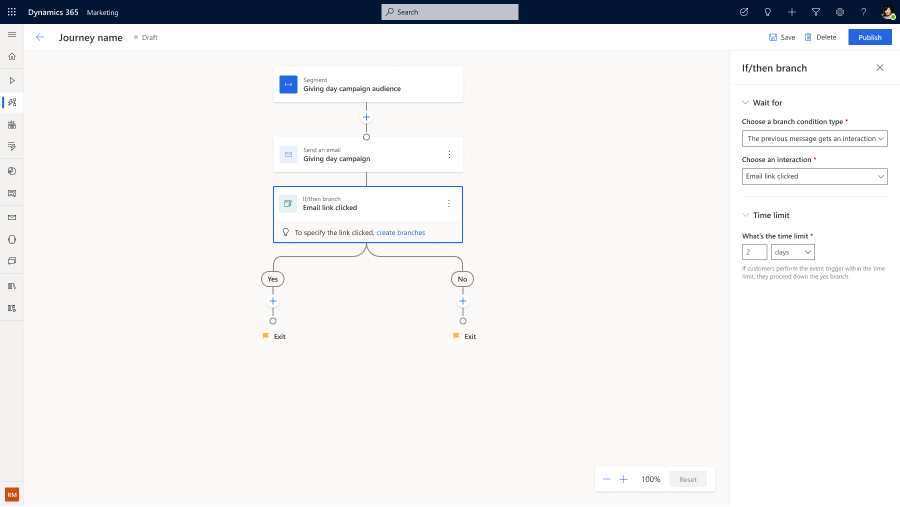 Dynamics 365 Marketing Search
Journey name Draft Save Delete Publish
Segment
Giving day campaign audience
Send an email
Giving day campaign
If/then branch
Email link clicked
To specify the link clicked, create branches
Yes No
Exit Exit
If/then branch
Wait for
Choose a branch condition type *
The previous message gets an interaction
Choose an interaction *
Email link clicked
Time limit
What's the time limit *
2 days
If customers perform the event trigger within the time
limit, they proceed down the yes branch.
RM
100% Reset